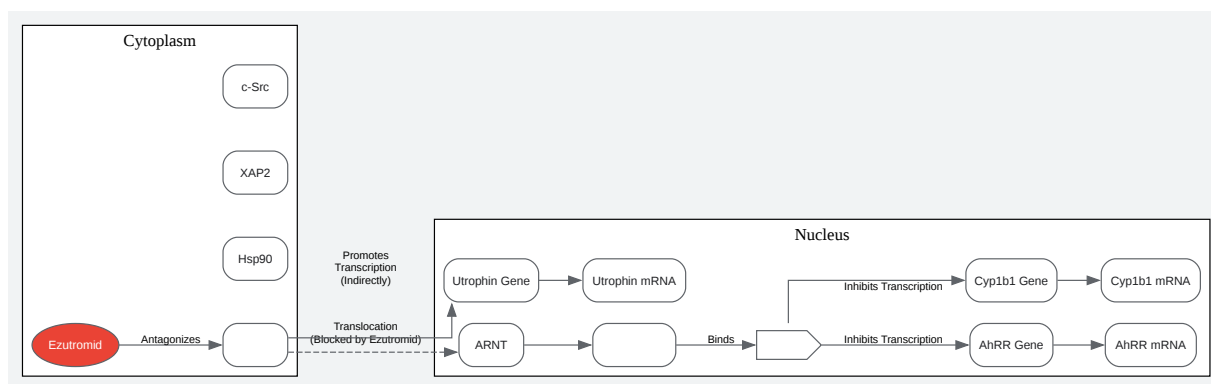 Cytoplasm
c-Src
XAP2
Hsp90
Ezutromid
Antagonizes
Promotes
Transcription
(Indirectly)
Translocation
(Blocked by Ezutromid)
Nucleus
Utrophin Gene
Utrophin mRNA
Inhibits Transcription
Cyp1b1 Gene
Cyp1b1 mRNA
ARNT
Binds
Inhibits Transcription
AhRR Gene
AhRR mRNA